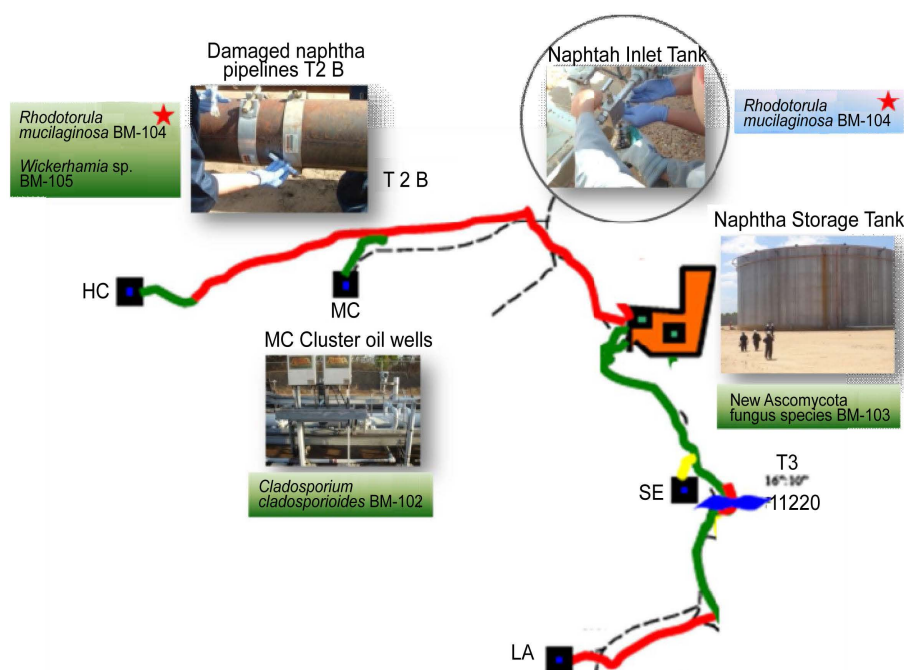 Damaged naphtha
pipelines T2 B
Naphtah Inlet Tank
Rhodotorula
mucilaginosa BM-104
Wickerhamia sp.
BM-105
Rhodotorula
mucilaginosa BM-104
T 2 B
Naphtha Storage Tank
HC
MC
MC Cluster oil wells
New Ascomycota
fungus species BM-103
Cladosporium
cladosporioides BM-102
T3
16":10"
SE
11220
LA